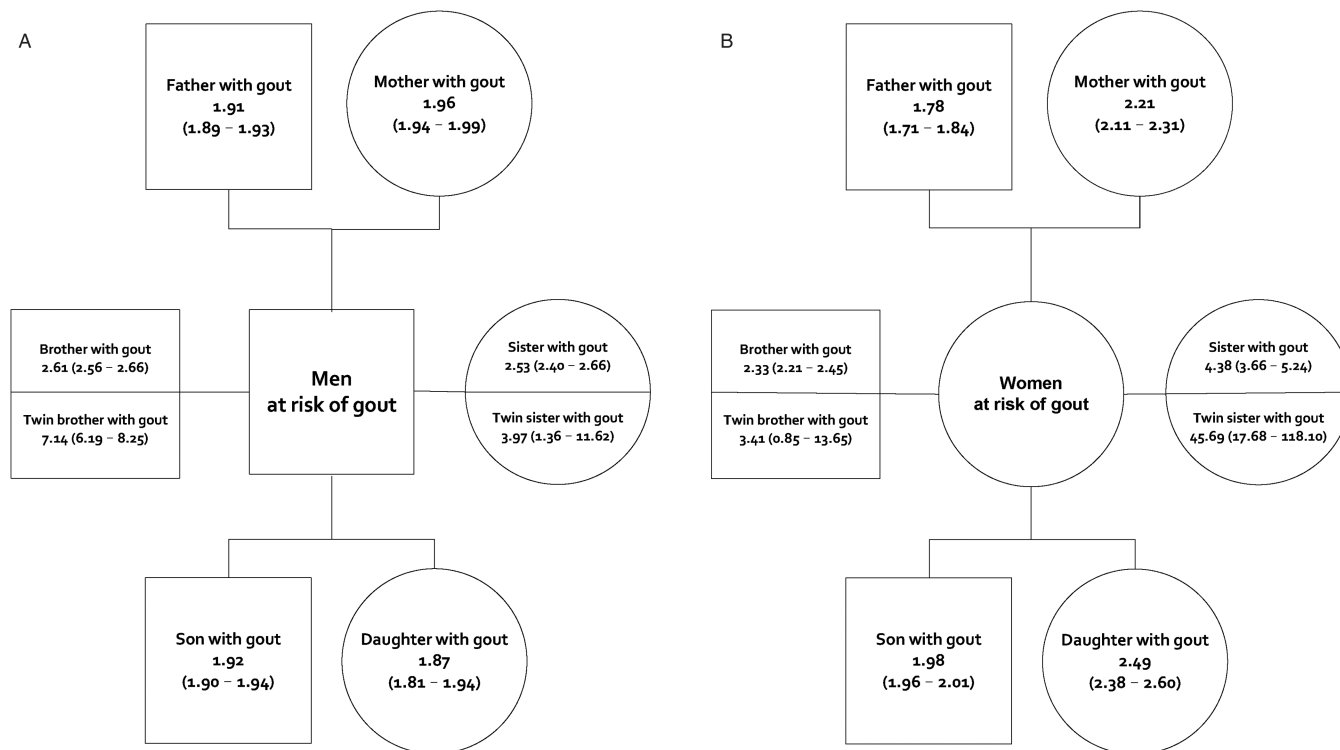 A
Father with gout
1.91
(1.89 – 1.93)
Mother with gout
1.96
(1.94 – 1.99)
Brother with gout
2.61 (2.56 – 2.66)
Twin brother with gout
7.14 (6.19 – 8.25)
Men
at risk of gout
Sister with gout
2.53 (2.40 – 2.66)
Twin sister with gout
3.97 (1.36 – 11.62)
Son with gout
1.92
(1.90 – 1.94)
Daughter with gout
1.87
(1.81 – 1.94)
B
Father with gout
1.78
(1.71 – 1.84)
Mother with gout
2.21
(2.11 – 2.31)
Brother with gout
2.33 (2.21 – 2.45)
Twin brother with gout
3.41 (0.85 – 13.65)
Women
at risk of gout
Sister with gout
4.38 (3.66 – 5.24)
Twin sister with gout
45.69 (17.68 – 118.10)
Son with gout
1.98
(1.96 – 2.01)
Daughter with gout
2.49
(2.38 – 2.60)